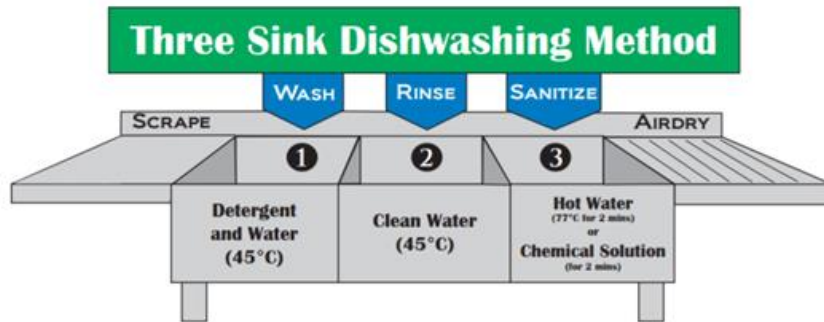 Three Sink Dishwashing Method
WASH
RINSE
SANITIZE
SCRAPE
AIRDRY
1
2
3
Detergent
and Water
(45°C)
Clean Water
(45°C)
Hot Water
(77°C for 2 mins)
or
Chemical Solution
(for 2 mins)